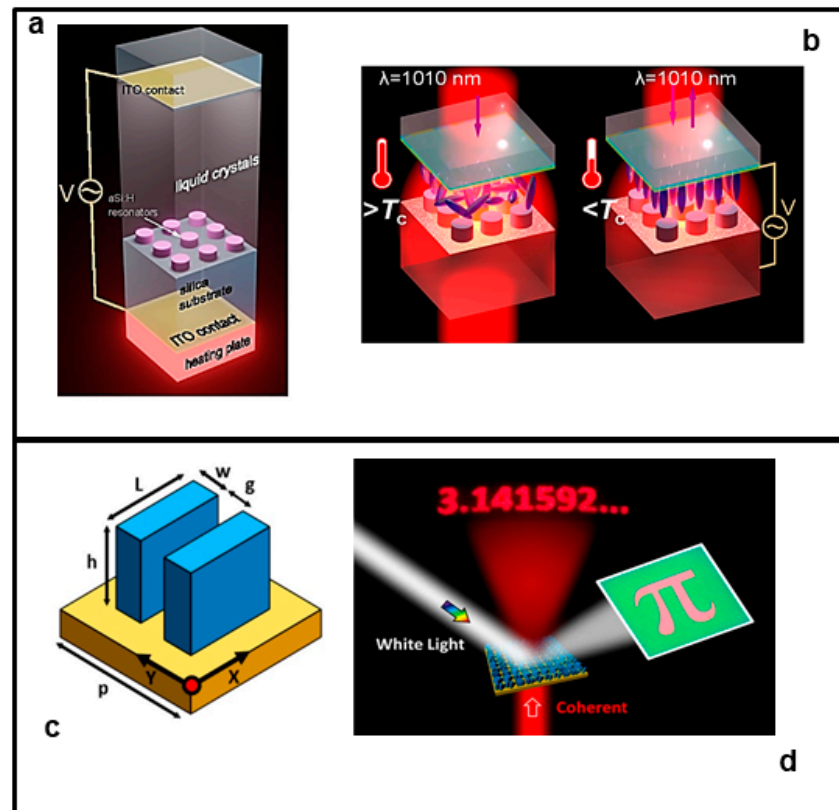 a
ITO contact
V
liquid crystals
aSi:H
resonators
silica
substrate
ITO contact
heating plate
b
λ=1010 nm
λ=1010 nm
>Tc
<Tc
V
c
L
w
g
h
p
Y
X
d
3.141592...
White Light
π
Coherent